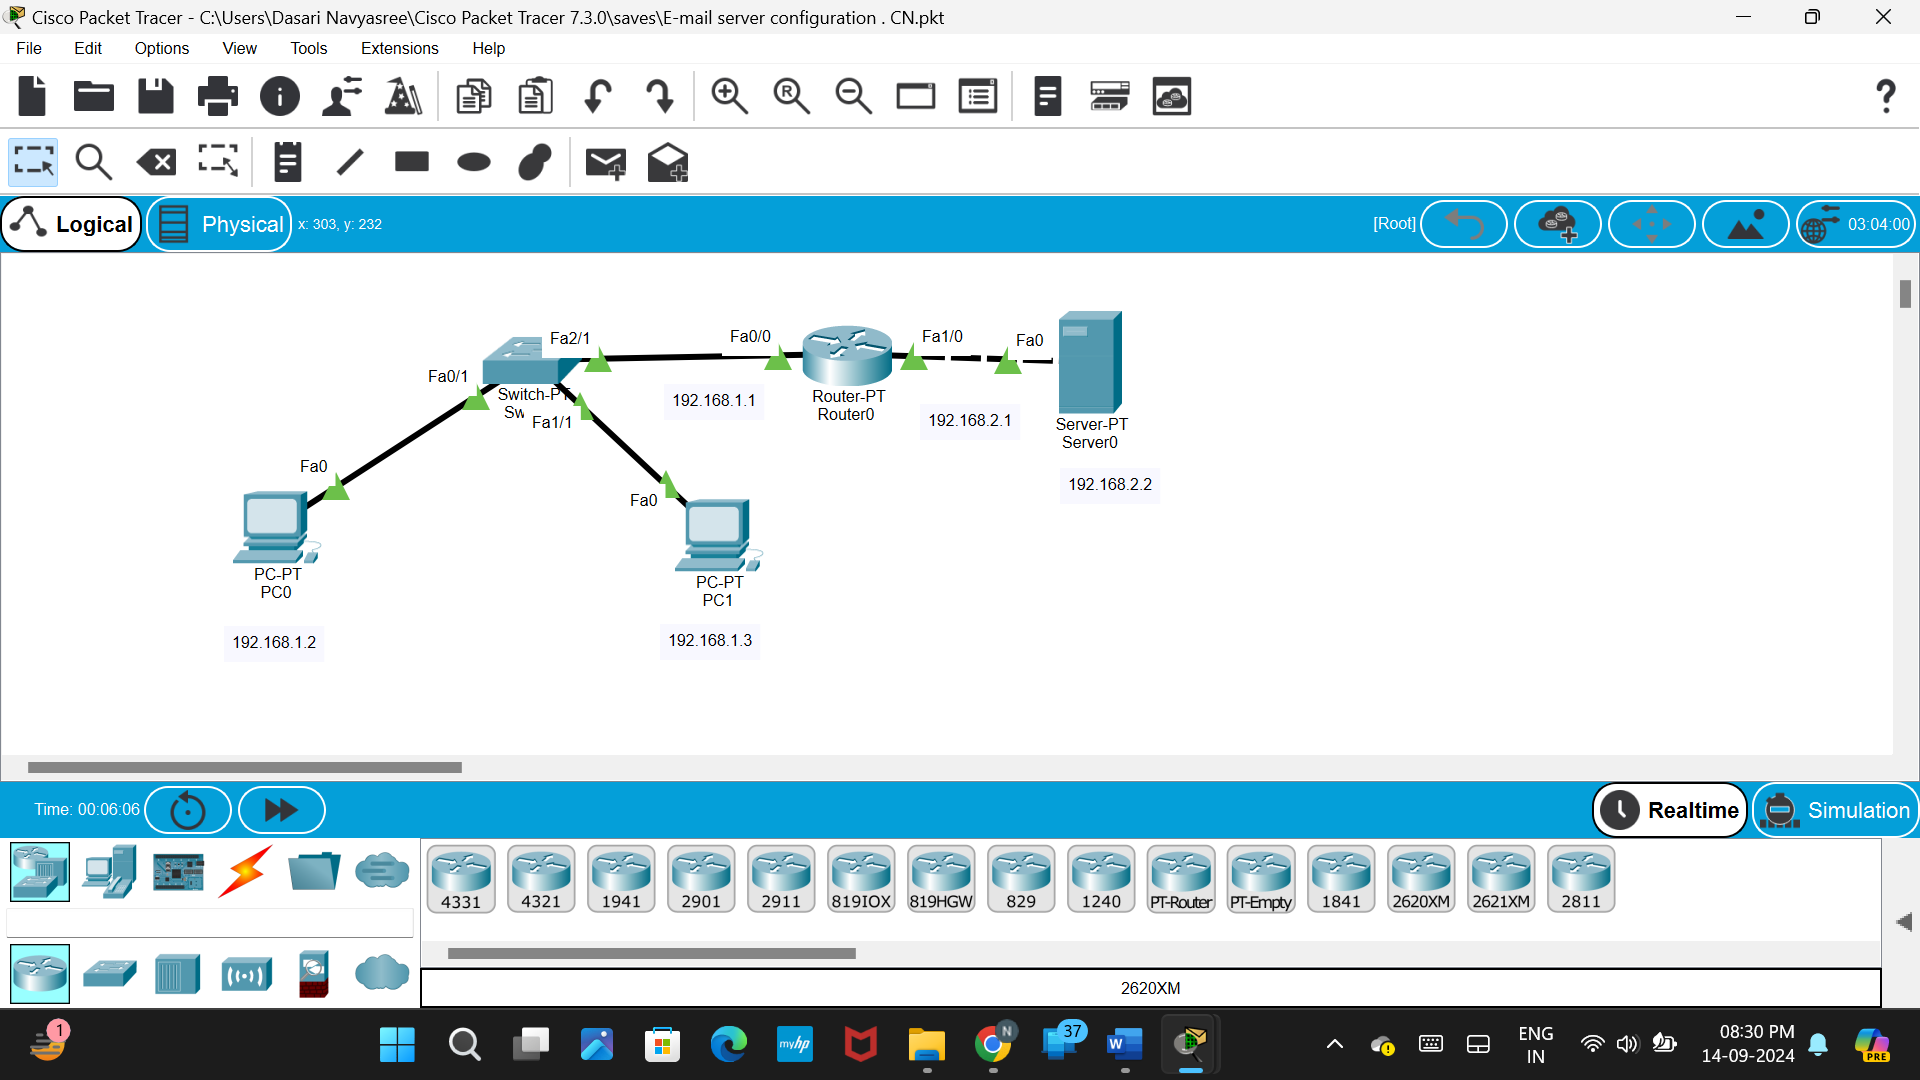 Cisco Packet Tracer - C:\Users\Dasari Navyasree\Cisco Packet Tracer 7.3.0\saves\E-mail server configuration . CN.pkt
File Edit Options View Tools Extensions Help
Logical Physical x: 303, y: 232 [Root] 03:04:00
Fa2/1 Fa0/0 Fa1/0 Fa0
Fa0/1
Switch-PT
Sw
Fa1/1
192.168.1.1
Router-PT
Router0
192.168.2.1
Server-PT
Server0
192.168.2.2
Fa0
Fa0
PC-PT
PC0
192.168.1.2
PC-PT
PC1
192.168.1.3
Time: 00:06:06 Realtime Simulation
4331 4321 1941 2901 2911 819IOX 819HGW 829 1240 PT-Router PT-Empty 1841 2620XM 2621XM 2811
2620XM
1
myhp
N
37
W
PRE
ENG
IN
08:30 PM
14-09-2024